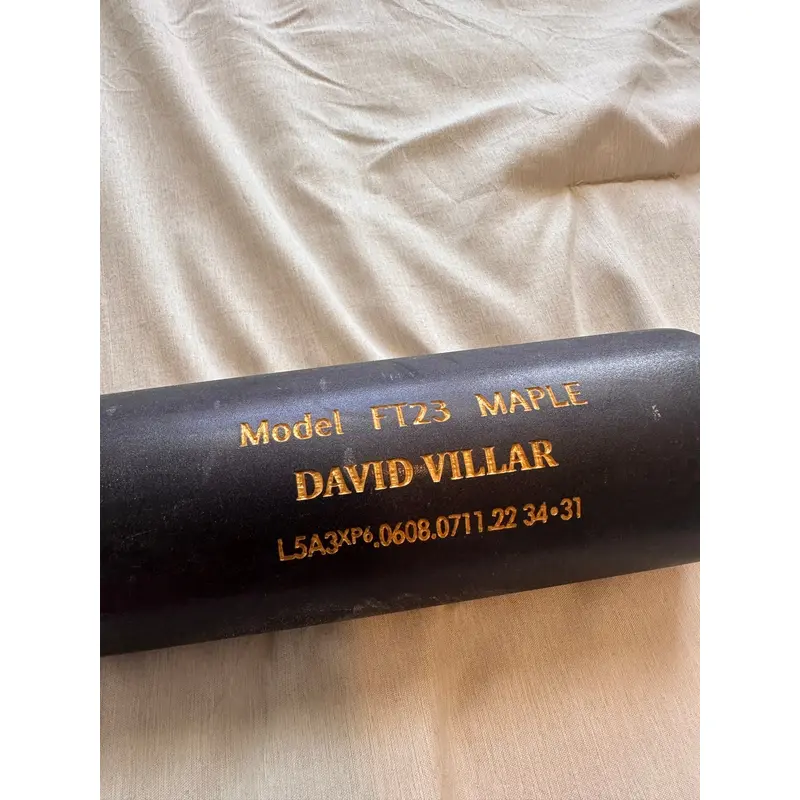 Model FT23 MAPLE
DAVID VILLAR
L5A3XP6.0608.0711.22 34•31